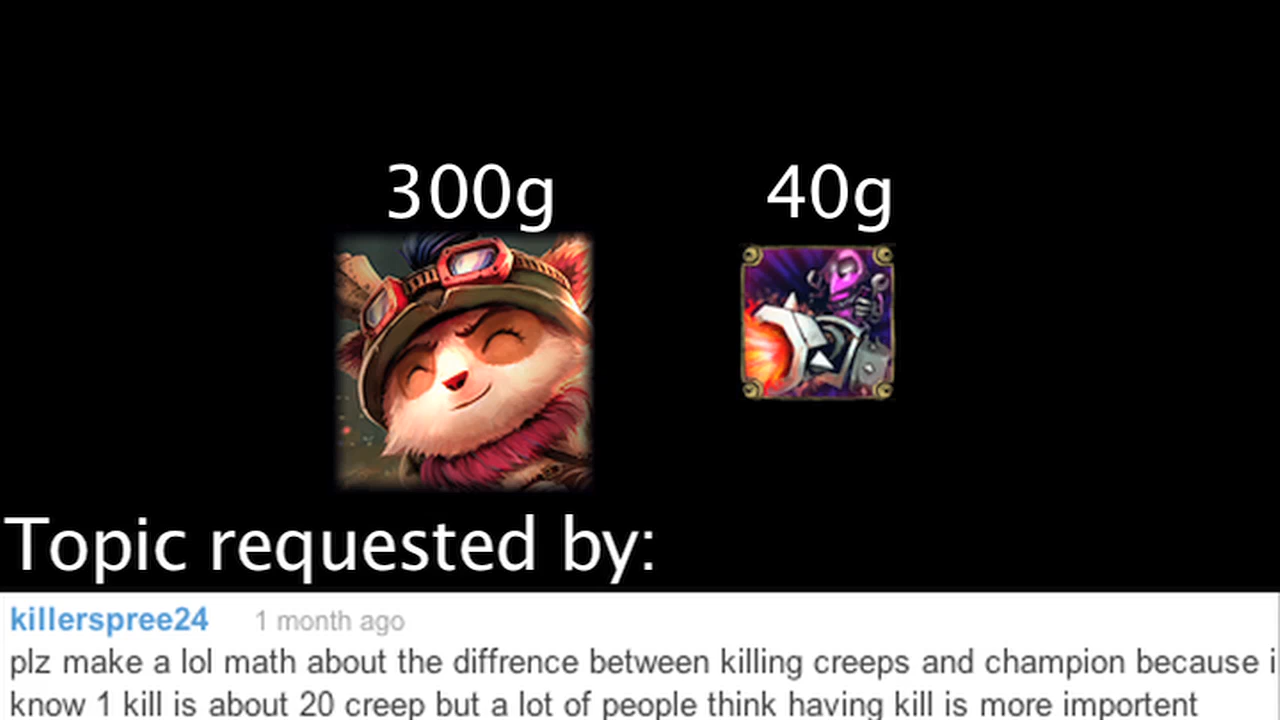 300g 40g
Topic requested by:
killerspree24 1 month ago
plz make a lol math about the diffrence between killing creeps and champion because i
know 1 kill is about 20 creep but a lot of people think having kill is more importent